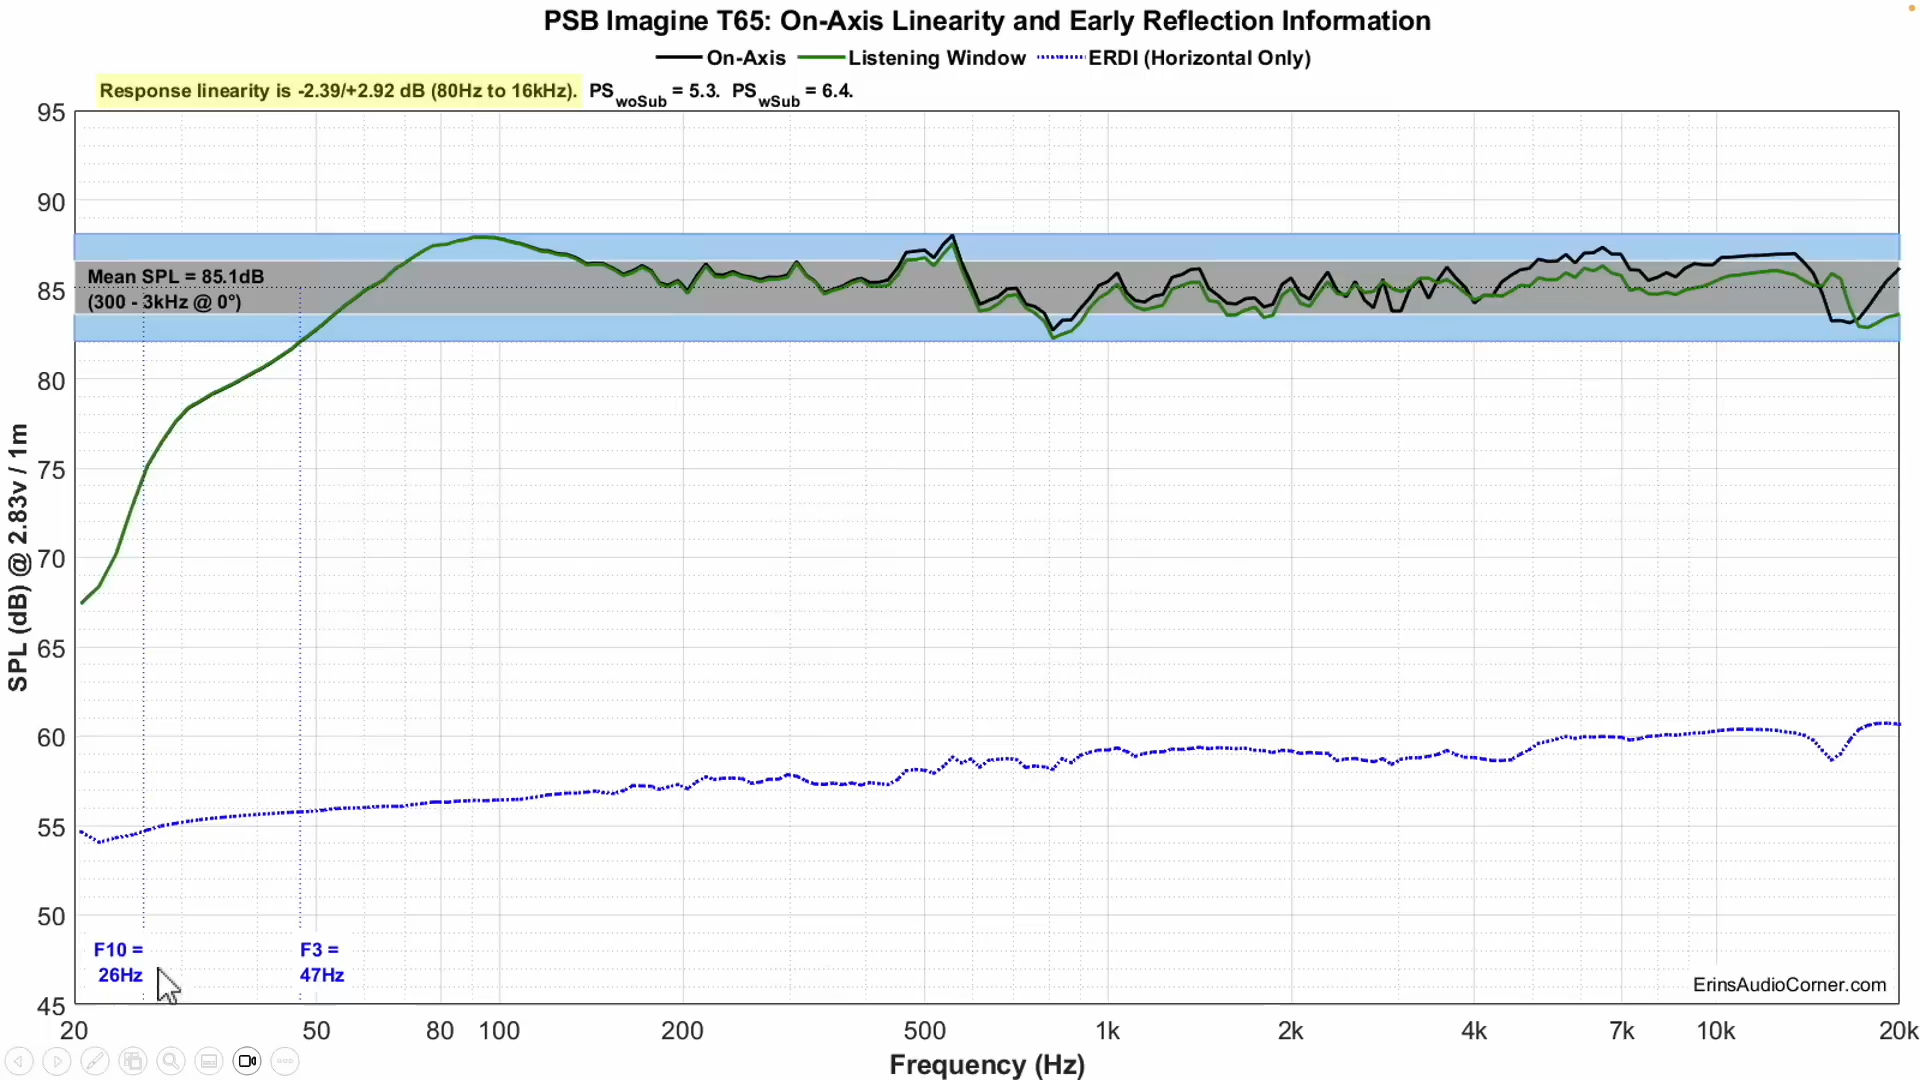 PSB Imagine T65: On-Axis Linearity and Early Reflection Information
On-Axis Listening Window ERDI (Horizontal Only)
Response linearity is -2.39/+2.92 dB (80Hz to 16kHz). PSwoSub = 5.3. PSwSub = 6.4.
95
90
85
80
75
70
65
60
55
50
45
SPL (dB) @ 2.83v / 1m
Mean SPL = 85.1dB
(300 - 3kHz @ 0°)
F10 =
26Hz
F3 =
47Hz
ErinsAudioCorner.com
20 50 80 100 200 500 1k 2k 4k 7k 10k 20k
Frequency (Hz)